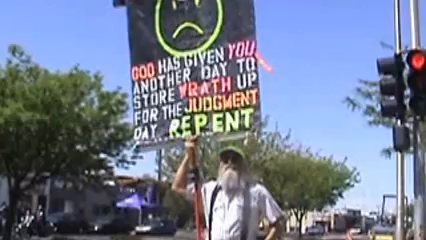 GOD HAS GIVEN YOU
ANOTHER DAY TO
STORE WRATH UP
FOR THE JUDGMENT
DAY. REPENT